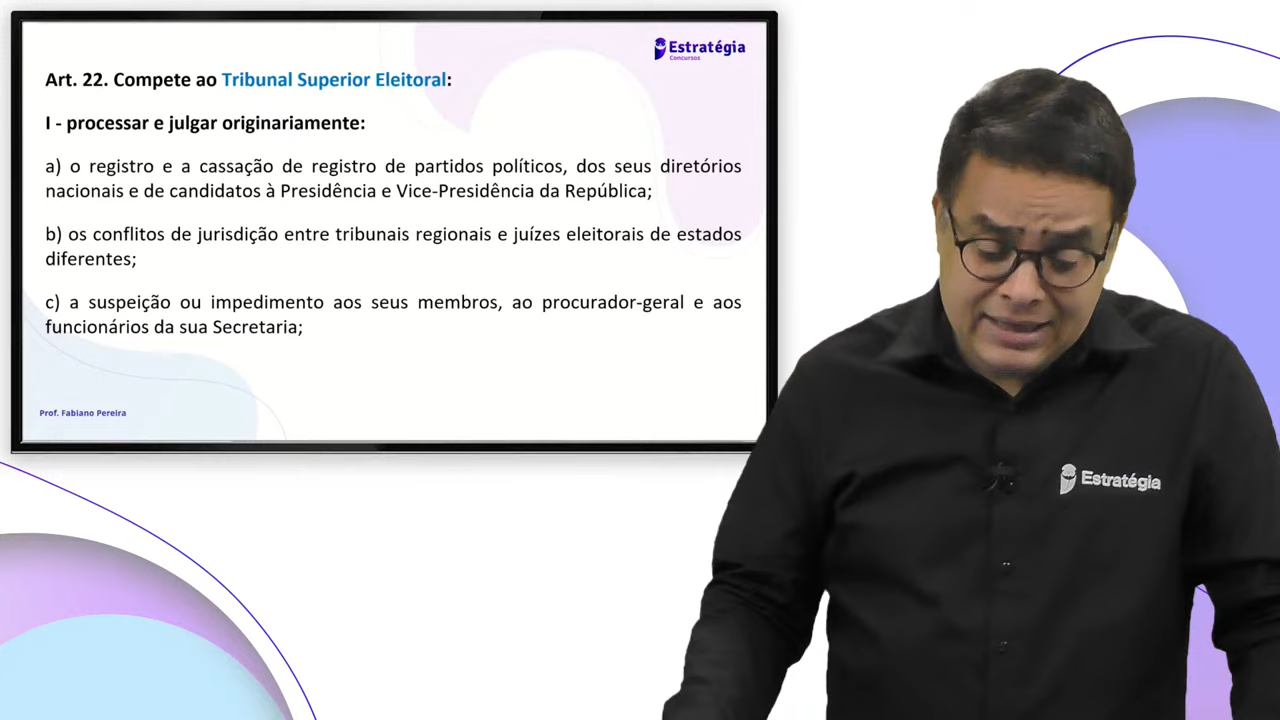 Estratégia
Concursos
Art. 22. Compete ao Tribunal Superior Eleitoral:
I - processar e julgar originariamente:
a) o registro e a cassação de registro de partidos políticos, dos seus diretórios
nacionais e de candidatos à Presidência e Vice-Presidência da República;
b) os conflitos de jurisdição entre tribunais regionais e juízes eleitorais de estados
diferentes;
c) a suspeição ou impedimento aos seus membros, ao procurador-geral e aos
funcionários da sua Secretaria;
Prof. Fabiano Pereira
Estratégia